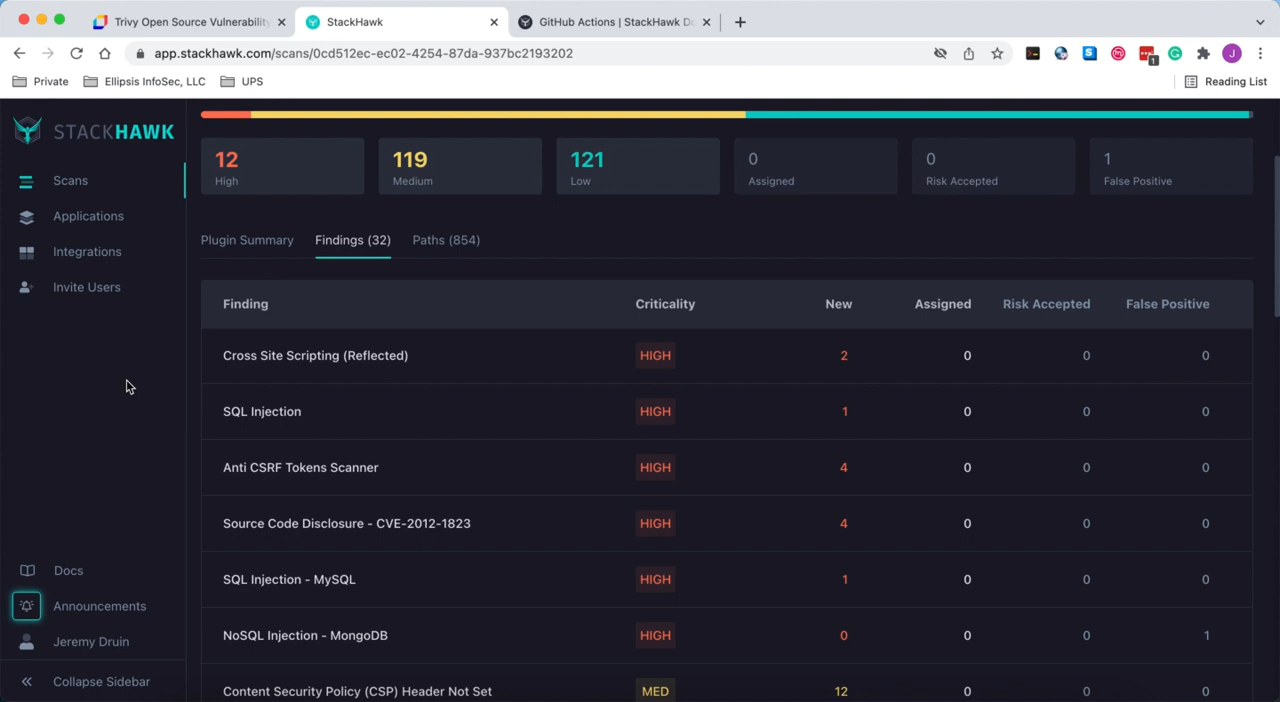 Trivy Open Source Vulnerability
StackHawk
GitHub Actions | StackHawk Do
app.stackhawk.com/scans/0cd512ec-ec02-4254-87da-937bc2193202
1
J
Private
Ellipsis InfoSec, LLC
UPS
Reading List
STACKHAWK
Scans
Applications
Integrations
Invite Users
Docs
Announcements
Jeremy Druin
Collapse Sidebar
12
High
119
Medium
121
Low
0
Assigned
0
Risk Accepted
1
False Positive
Plugin Summary Findings (32) Paths (854)
Finding Criticality New Assigned Risk Accepted False Positive
Cross Site Scripting (Reflected) HIGH 2 0 0 0
SQL Injection HIGH 1 0 0 0
Anti CSRF Tokens Scanner HIGH 4 0 0 0
Source Code Disclosure - CVE-2012-1823 HIGH 4 0 0 0
SQL Injection - MySQL HIGH 1 0 0 0
NoSQL Injection - MongoDB HIGH 0 0 0 1
Content Security Policy (CSP) Header Not Set MED 12 0 0 0